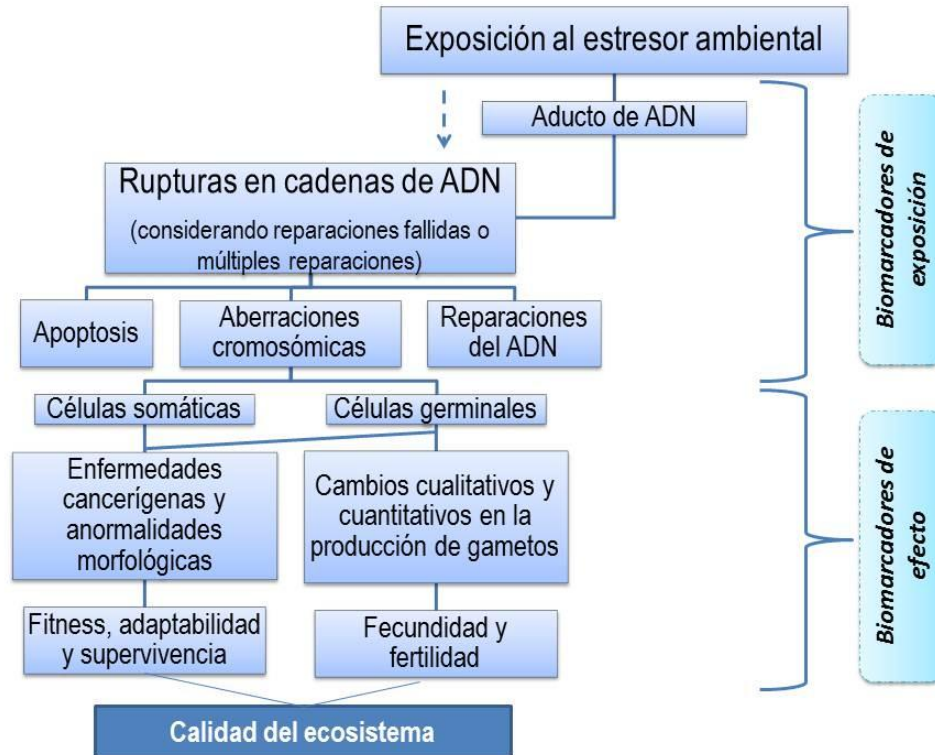 Exposición al estresor ambiental
Aducto de ADN
Rupturas en cadenas de ADN
(considerando reparaciones fallidas o
múltiples reparaciones)
Apoptosis
Aberraciones
cromosómicas
Reparaciones
del ADN
Células somáticas
Células germinales
Enfermedades
cancerígenas y
anormalidades
morfológicas
Cambios cualitativos y
cuantitativos en la
producción de gametos
Fitness, adaptabilidad
y supervivencia
Fecundidad y
fertilidad
Calidad del ecosistema
Biomarcadores de
exposición
Biomarcadores de
efecto